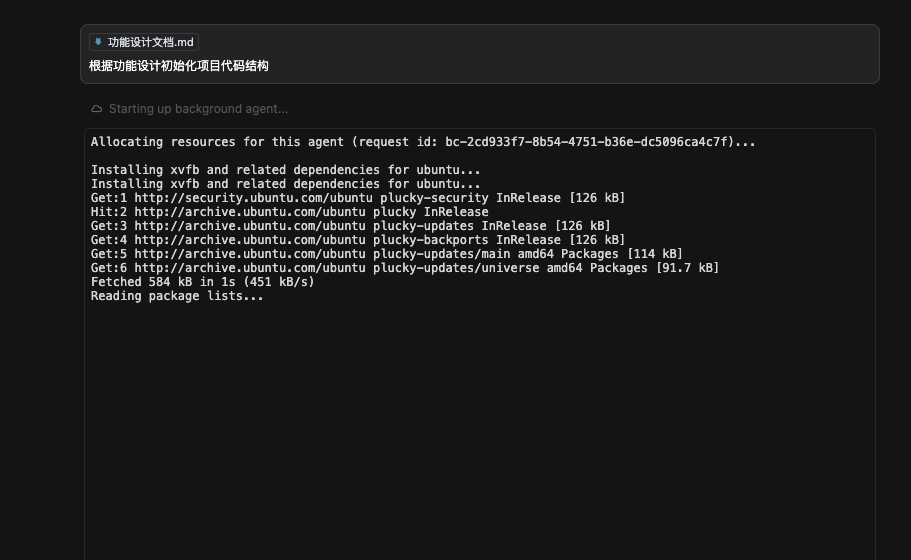 功能设计文档.md
根据功能设计初始化项目代码结构
Starting up background agent...
Allocating resources for this agent (request id: bc-2cd933f7-8b54-4751-b36e-dc5096ca4c7f)...
Installing xvfb and related dependencies for ubuntu...
Installing xvfb and related dependencies for ubuntu...
Get:1 http://security.ubuntu.com/ubuntu plucky-security InRelease [126 kB]
Hit:2 http://archive.ubuntu.com/ubuntu plucky InRelease
Get:3 http://archive.ubuntu.com/ubuntu plucky-updates InRelease [126 kB]
Get:4 http://archive.ubuntu.com/ubuntu plucky-backports InRelease [126 kB]
Get:5 http://archive.ubuntu.com/ubuntu plucky-updates/main amd64 Packages [114 kB]
Get:6 http://archive.ubuntu.com/ubuntu plucky-updates/universe amd64 Packages [91.7 kB]
Fetched 584 kB in 1s (451 kB/s)
Reading package lists...